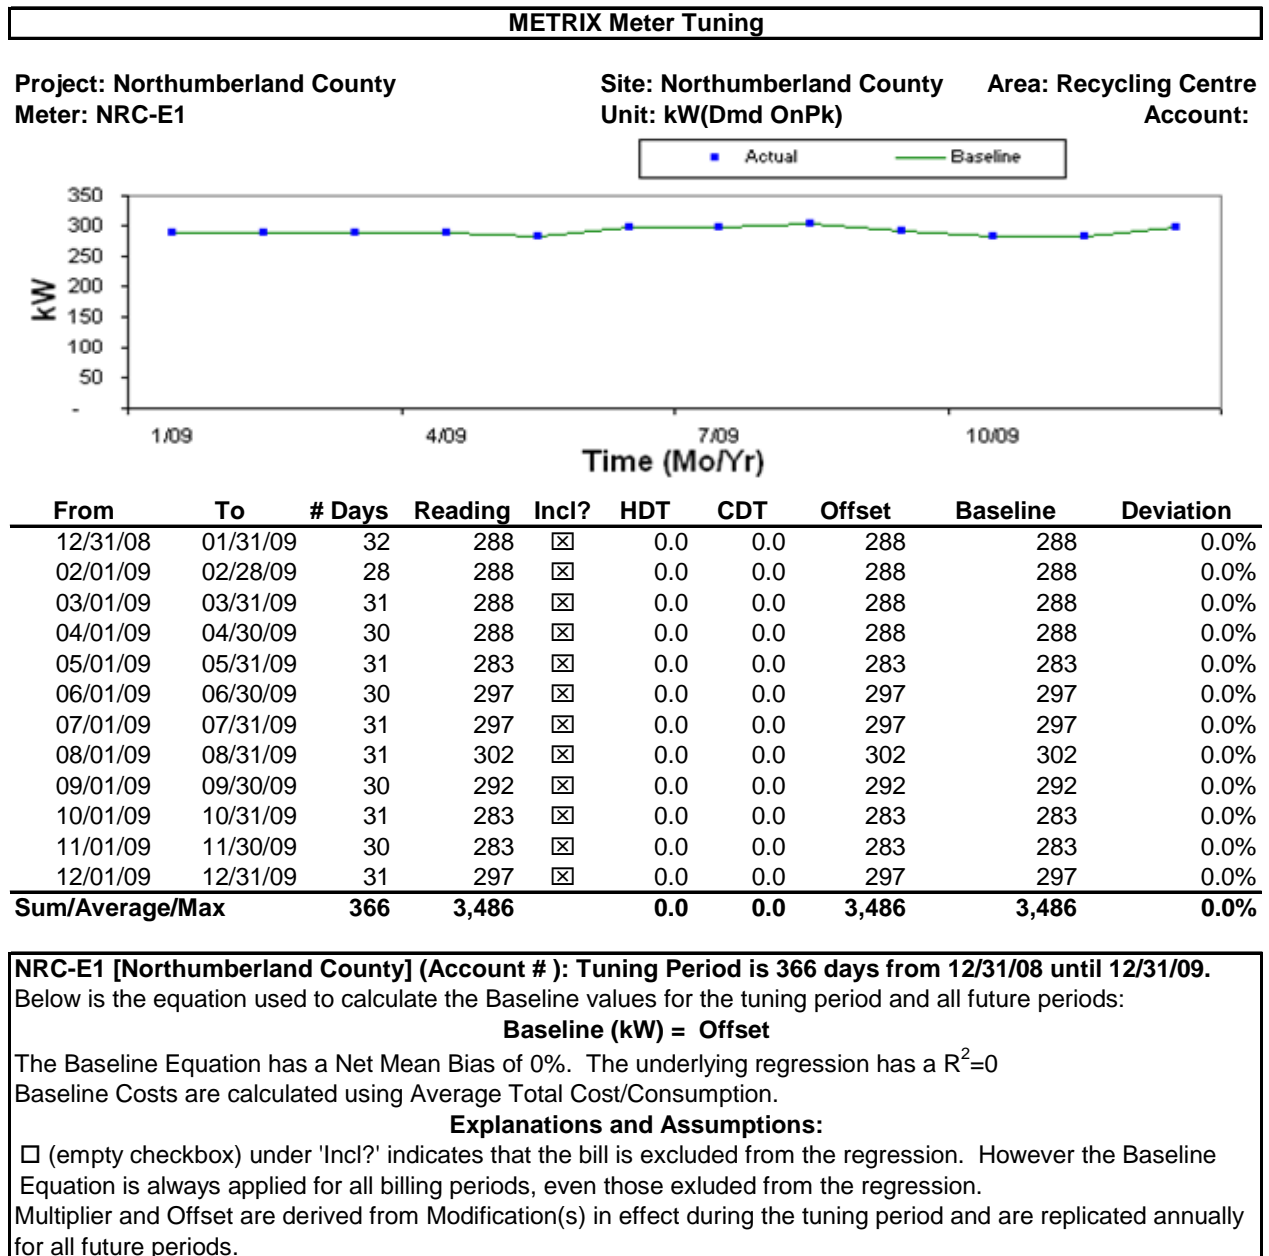 METRIX Meter Tuning
Project: Northumberland County Site: Northumberland County Area: Recycling Centre
Meter: NRC-E1 Unit: kW(Dmd OnPk) Account:
Actual Baseline
350
300
250
200
150
100
50
-
kW
1/09 4/09 7/09 10/09
Time (Mo/Yr)
From To # Days Reading Incl? HDT CDT Offset Baseline Deviation
12/31/08 01/31/09 32 288 ☒ 0.0 0.0 288 288 0.0%
02/01/09 02/28/09 28 288 ☒ 0.0 0.0 288 288 0.0%
03/01/09 03/31/09 31 288 ☒ 0.0 0.0 288 288 0.0%
04/01/09 04/30/09 30 288 ☒ 0.0 0.0 288 288 0.0%
05/01/09 05/31/09 31 283 ☒ 0.0 0.0 283 283 0.0%
06/01/09 06/30/09 30 297 ☒ 0.0 0.0 297 297 0.0%
07/01/09 07/31/09 31 297 ☒ 0.0 0.0 297 297 0.0%
08/01/09 08/31/09 31 302 ☒ 0.0 0.0 302 302 0.0%
09/01/09 09/30/09 30 292 ☒ 0.0 0.0 292 292 0.0%
10/01/09 10/31/09 31 283 ☒ 0.0 0.0 283 283 0.0%
11/01/09 11/30/09 30 283 ☒ 0.0 0.0 283 283 0.0%
12/01/09 12/31/09 31 297 ☒ 0.0 0.0 297 297 0.0%
Sum/Average/Max 366 3,486 0.0 0.0 3,486 3,486 0.0%
NRC-E1 [Northumberland County] (Account # ): Tuning Period is 366 days from 12/31/08 until 12/31/09.
Below is the equation used to calculate the Baseline values for the tuning period and all future periods:
Baseline (kW) = Offset
The Baseline Equation has a Net Mean Bias of 0%. The underlying regression has a R²=0
Baseline Costs are calculated using Average Total Cost/Consumption.
Explanations and Assumptions:
☐ (empty checkbox) under 'Incl?' indicates that the bill is excluded from the regression. However the Baseline
Equation is always applied for all billing periods, even those exluded from the regression.
Multiplier and Offset are derived from Modification(s) in effect during the tuning period and are replicated annually
for all future periods.